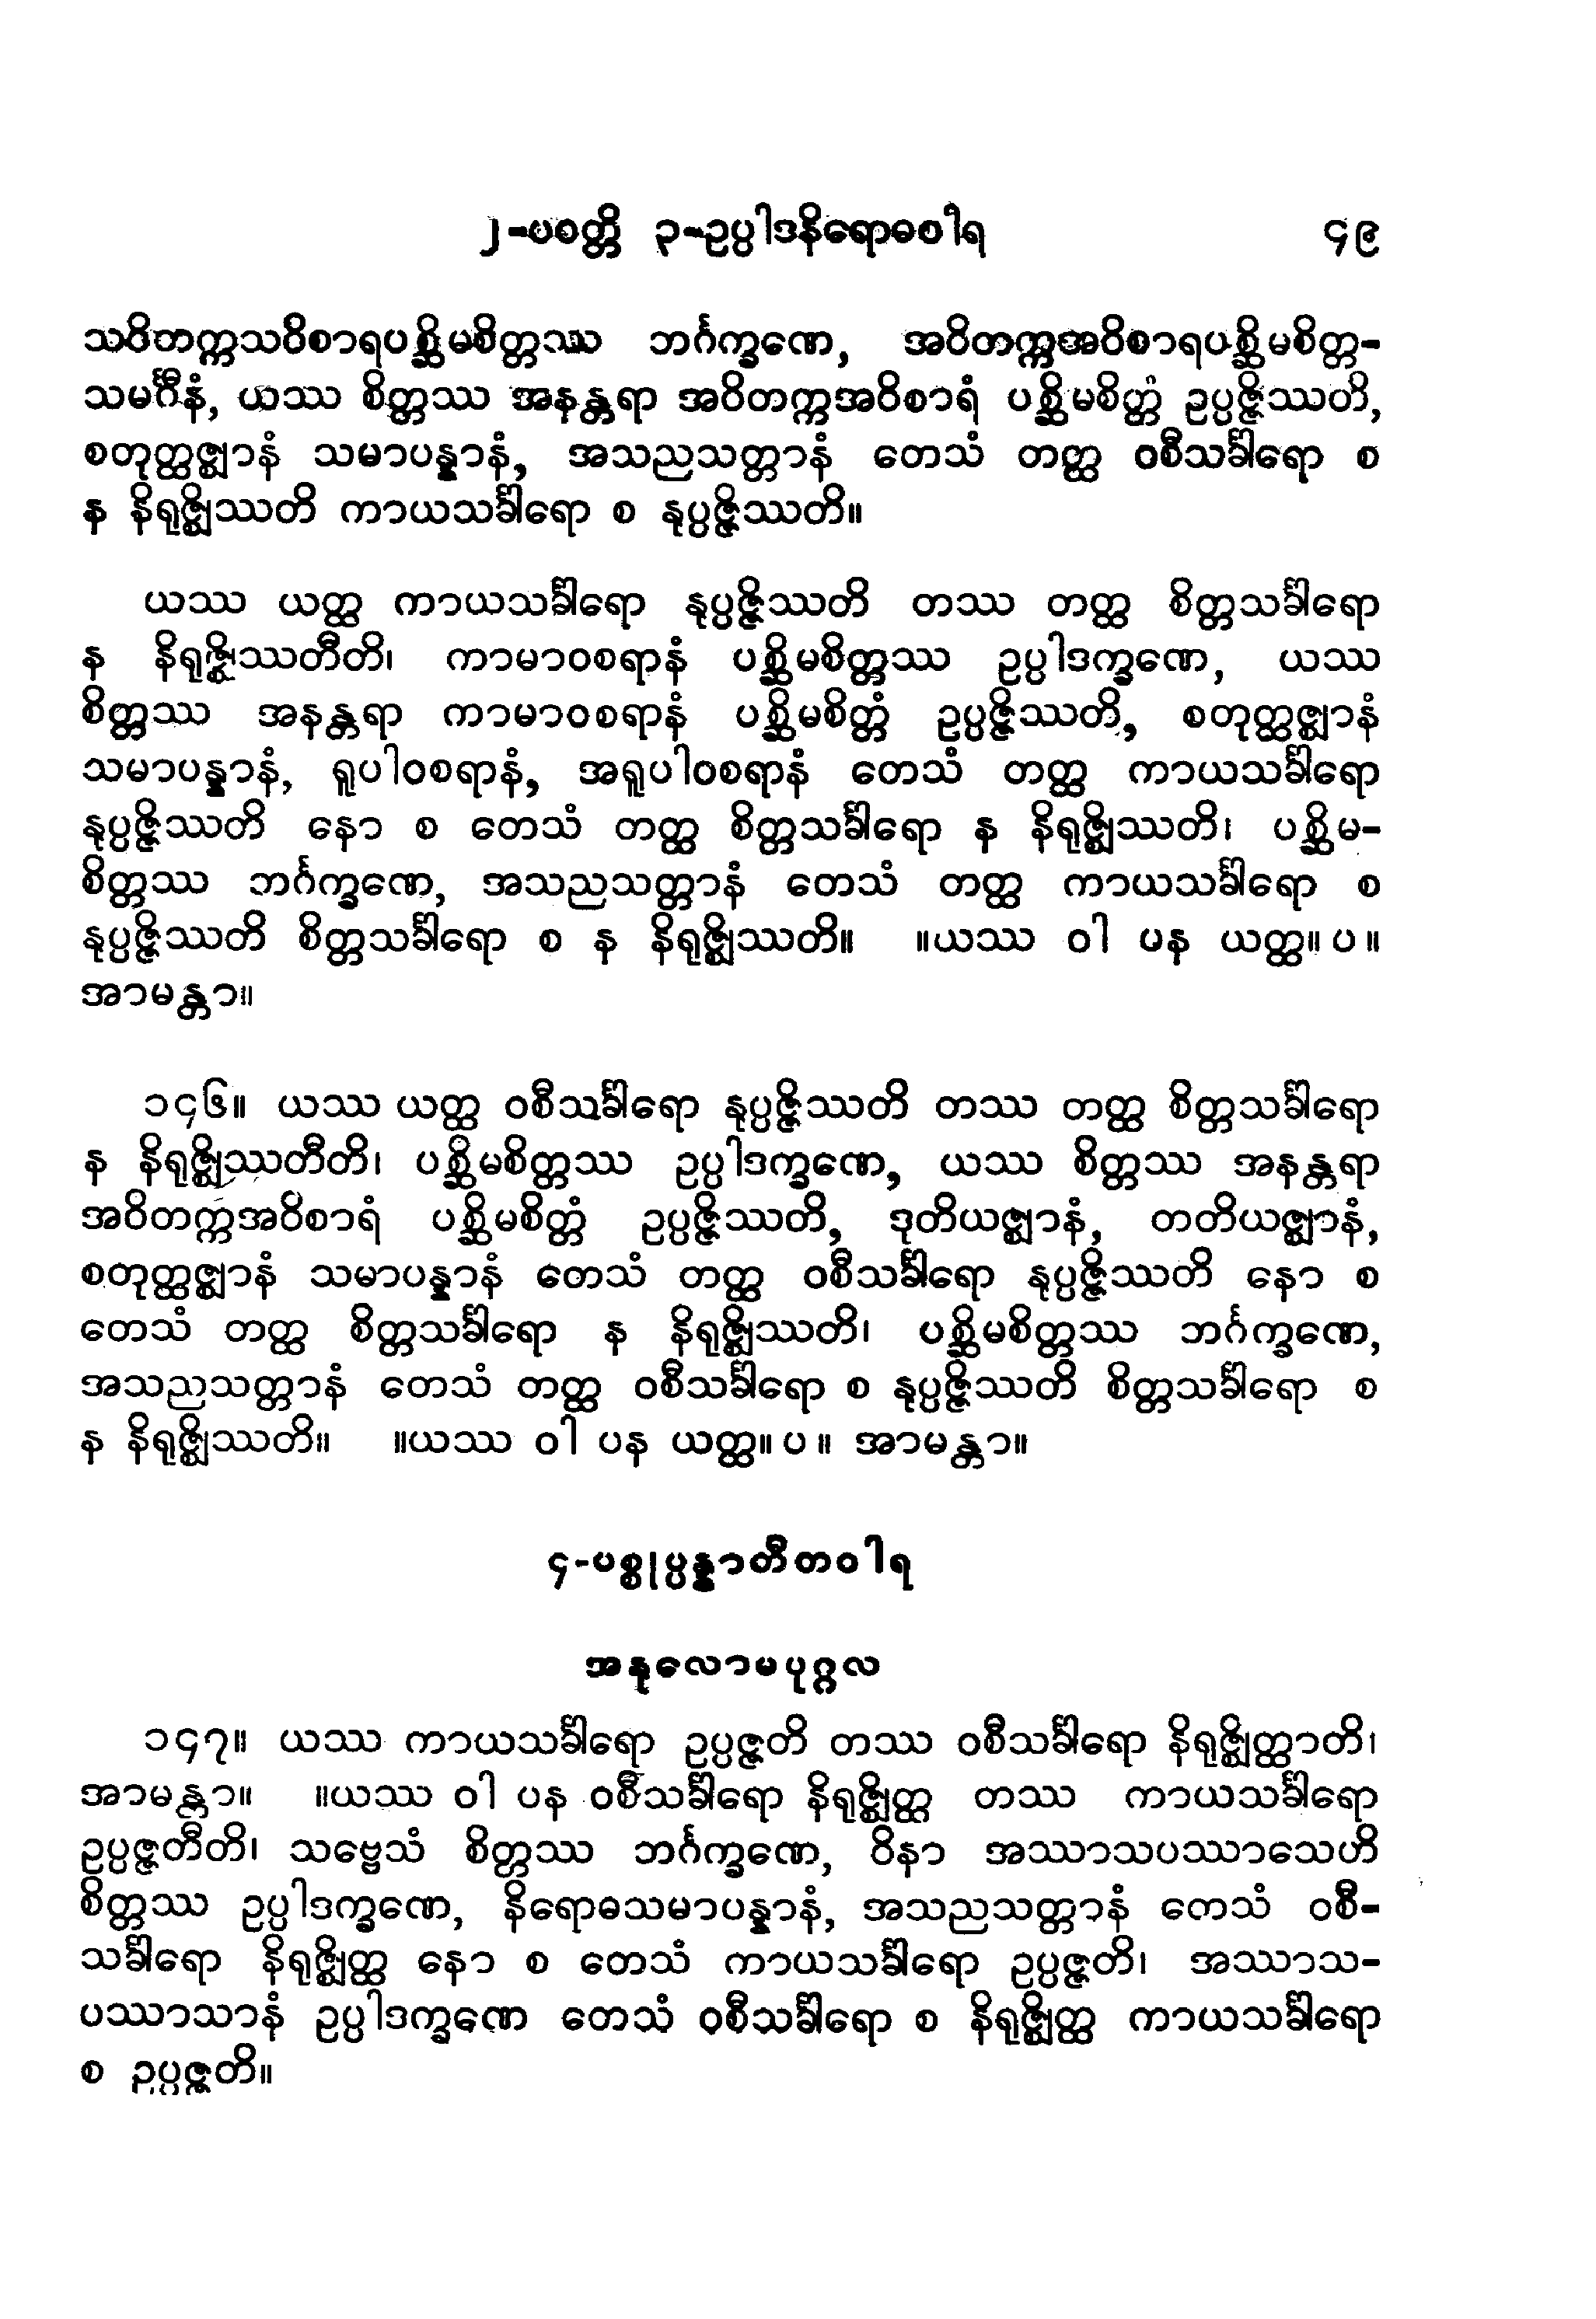 ၂-ပဝတ္တိ ၃-ဥပ္ပါဒနိရောဓဝါရ ၄၉
သဝိတက္ကသဝိစာရပစ္ဆိမစိတ္တဿ ဘင်္ဂက္ခဏေ, အဝိတက္ကအဝိစာရပစ္ဆိမစိတ္တ-
သမင်္ဂီနံ, ယဿ စိတ္တဿ အနန္တရာ အဝိတက္ကအဝိစာရံ ပစ္ဆိမစိတ္တံ ဥပ္ပဇ္ဇိဿတိ,
စတုတ္ထဇ္ဈာနံ သမာပန္နာနံ, အသညသတ္တာနံ တေသံ တတ္ထ ဝစီသင်္ခါရော စ
န နိရုဇ္ဈိဿတိ ကာယသင်္ခါရော စ နုပ္ပဇ္ဇိဿတိ။
ယဿ ယတ္ထ ကာယသင်္ခါရော နုပ္ပဇ္ဇိဿတိ တဿ တတ္ထ စိတ္တသင်္ခါရော
န နိရုဇ္ဈိဿတီတိ၊ ကာမာဝစရာနံ ပစ္ဆိမစိတ္တဿ ဥပ္ပါဒက္ခဏေ, ယဿ
စိတ္တဿ အနန္တရာ ကာမာဝစရာနံ ပစ္ဆိမစိတ္တံ ဥပ္ပဇ္ဇိဿတိ, စတုတ္ထဇ္ဈာနံ
သမာပန္နာနံ, ရူပါဝစရာနံ, အရူပါဝစရာနံ တေသံ တတ္ထ ကာယသင်္ခါရော
နုပ္ပဇ္ဇိဿတိ နော စ တေသံ တတ္ထ စိတ္တသင်္ခါရော န နိရုဇ္ဈိဿတိ၊ ပစ္ဆိမ-
စိတ္တဿ ဘင်္ဂက္ခဏေ, အသညသတ္တာနံ တေသံ တတ္ထ ကာယသင်္ခါရော စ
နုပ္ပဇ္ဇိဿတိ စိတ္တသင်္ခါရော စ န နိရုဇ္ဈိဿတိ။ ။ယဿ ဝါ ပန ယတ္ထ။ ပ ။
အာမန္တာ။
၁၄၆။ ယဿ ယတ္ထ ဝစီသင်္ခါရော နုပ္ပဇ္ဇိဿတိ တဿ တတ္ထ စိတ္တသင်္ခါရော
န နိရုဇ္ဈိဿတီတိ၊ ပစ္ဆိမစိတ္တဿ ဥပ္ပါဒက္ခဏေ, ယဿ စိတ္တဿ အနန္တရာ
အဝိတက္ကအဝိစာရံ ပစ္ဆိမစိတ္တံ ဥပ္ပဇ္ဇိဿတိ, ဒုတိယဇ္ဈာနံ, တတိယဇ္ဈာနံ,
စတုတ္ထဇ္ဈာနံ သမာပန္နာနံ တေသံ တတ္ထ ဝစီသင်္ခါရော နုပ္ပဇ္ဇိဿတိ နော စ
တေသံ တတ္ထ စိတ္တသင်္ခါရော န နိရုဇ္ဈိဿတိ၊ ပစ္ဆိမစိတ္တဿ ဘင်္ဂက္ခဏေ,
အသညသတ္တာနံ တေသံ တတ္ထ ဝစီသင်္ခါရော စ နုပ္ပဇ္ဇိဿတိ စိတ္တသင်္ခါရော စ
န နိရုဇ္ဈိဿတိ။ ။ယဿ ဝါ ပန ယတ္ထ။ ပ ။ အာမန္တာ။
၄-ပစ္စုပ္ပန္နာတီတဝါရ
အနုလောမပုဂ္ဂလ
၁၄၇။ ယဿ ကာယသင်္ခါရော ဥပ္ပဇ္ဇတိ တဿ ဝစီသင်္ခါရော နိရုဇ္ဈိတ္ထာတိ၊
အာမန္တာ။ ။ယဿ ဝါ ပန ဝစီသင်္ခါရော နိရုဇ္ဈိတ္ထ တဿ ကာယသင်္ခါရော
ဥပ္ပဇ္ဇတီတိ၊ သဗ္ဗေသံ စိတ္တဿ ဘင်္ဂက္ခဏေ, ဝိနာ အဿာသပဿာသေဟိ
စိတ္တဿ ဥပ္ပါဒက္ခဏေ, နိရောဓသမာပန္နာနံ, အသညသတ္တာနံ တေသံ ဝစီ-
သင်္ခါရော နိရုဇ္ဈိတ္ထ နော စ တေသံ ကာယသင်္ခါရော ဥပ္ပဇ္ဇတိ၊ အဿာသ-
ပဿာသာနံ ဥပ္ပါဒက္ခဏေ တေသံ ဝစီသင်္ခါရော စ နိရုဇ္ဈိတ္ထ ကာယသင်္ခါရော
စ ဥပ္ပဇ္ဇတိ။